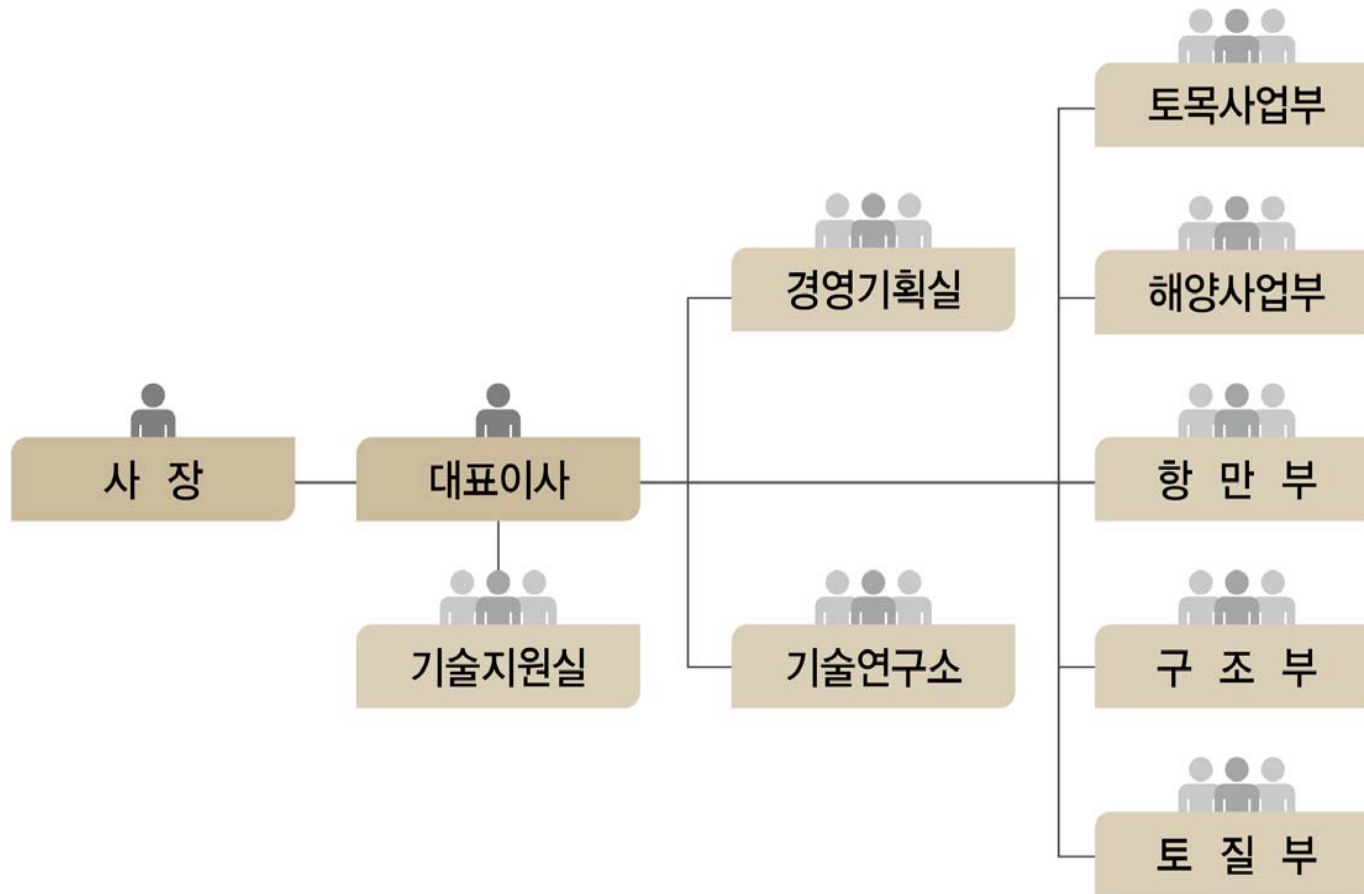 토목사업부
경영기획실
해양사업부
사 장
대표이사
항 만 부
기술지원실
기술연구소
구 조 부
토 질 부